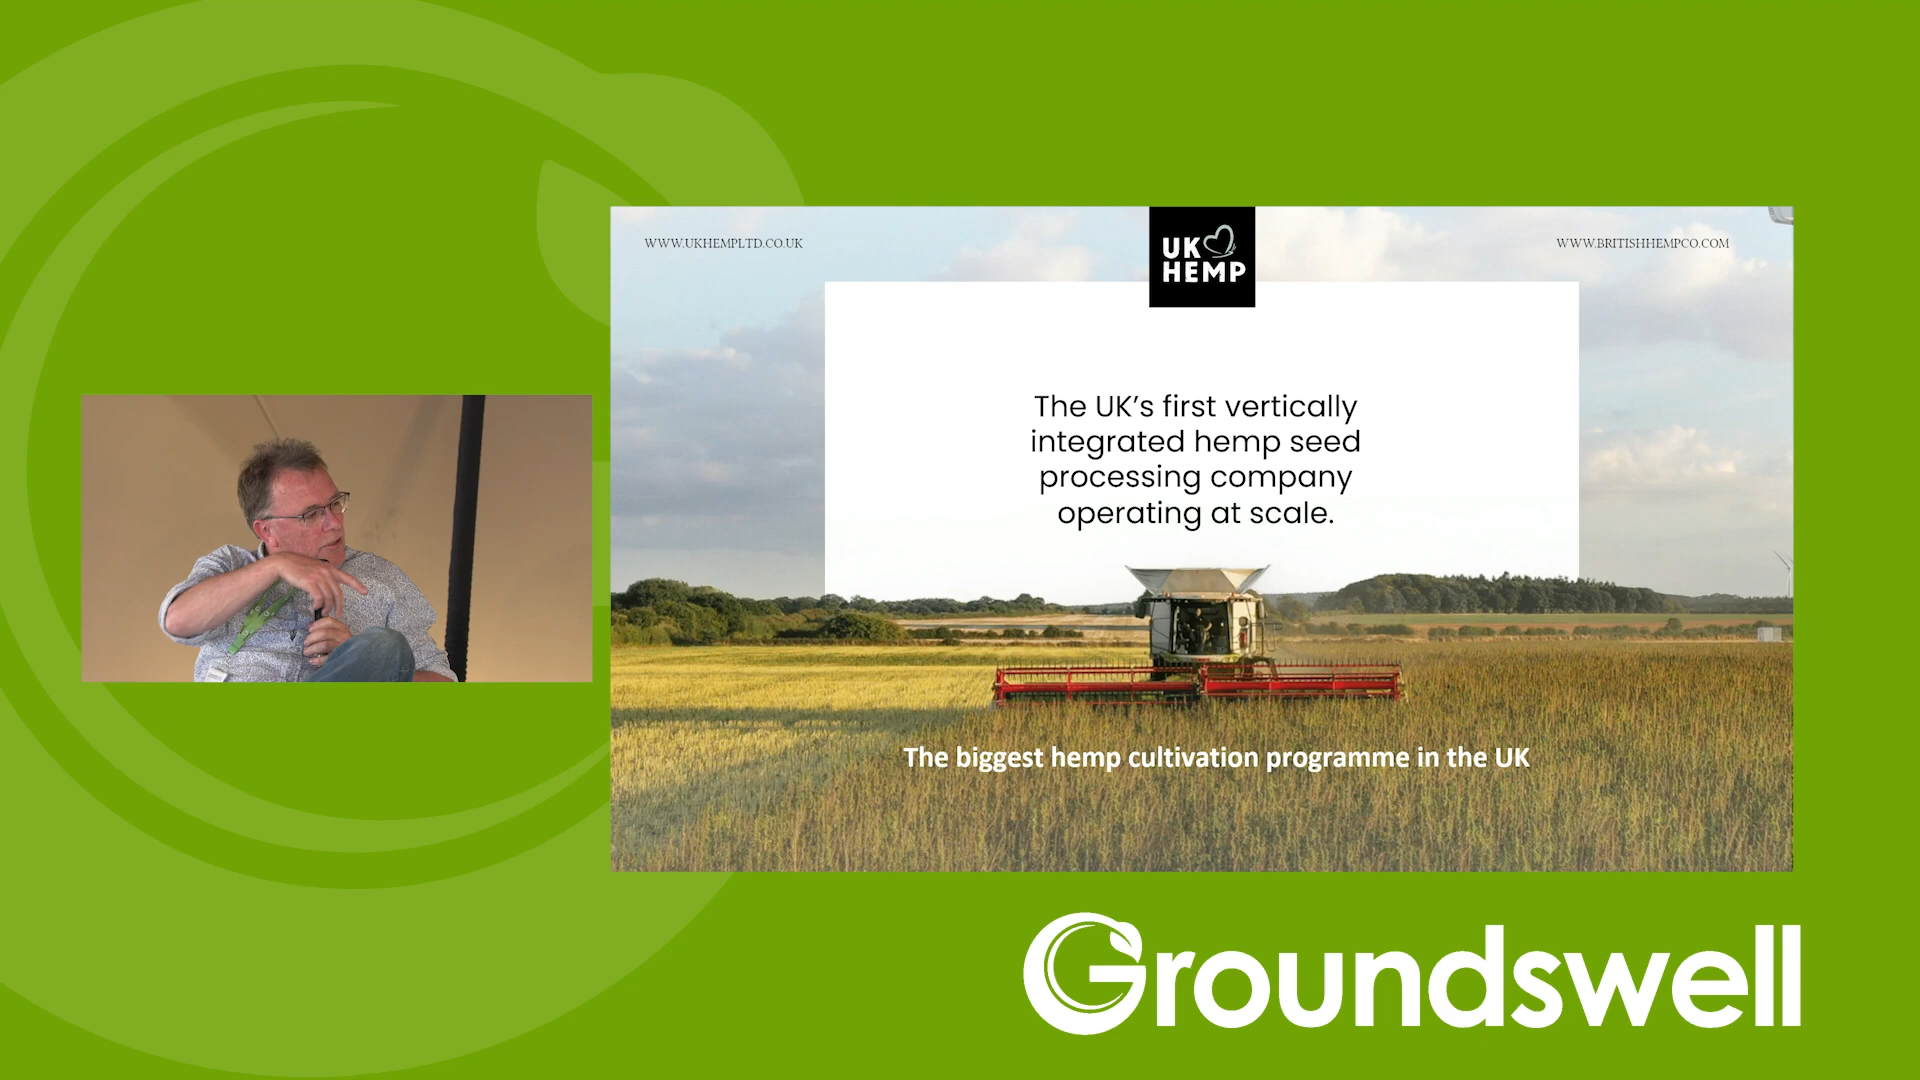 WWW.UKHEMPLTD.CO.UK
UK
HEMP
WWW.BRITISHHEMPCO.COM
The UK's first vertically
integrated hemp seed
processing company
operating at scale.
The biggest hemp cultivation programme in the UK
Groundswell